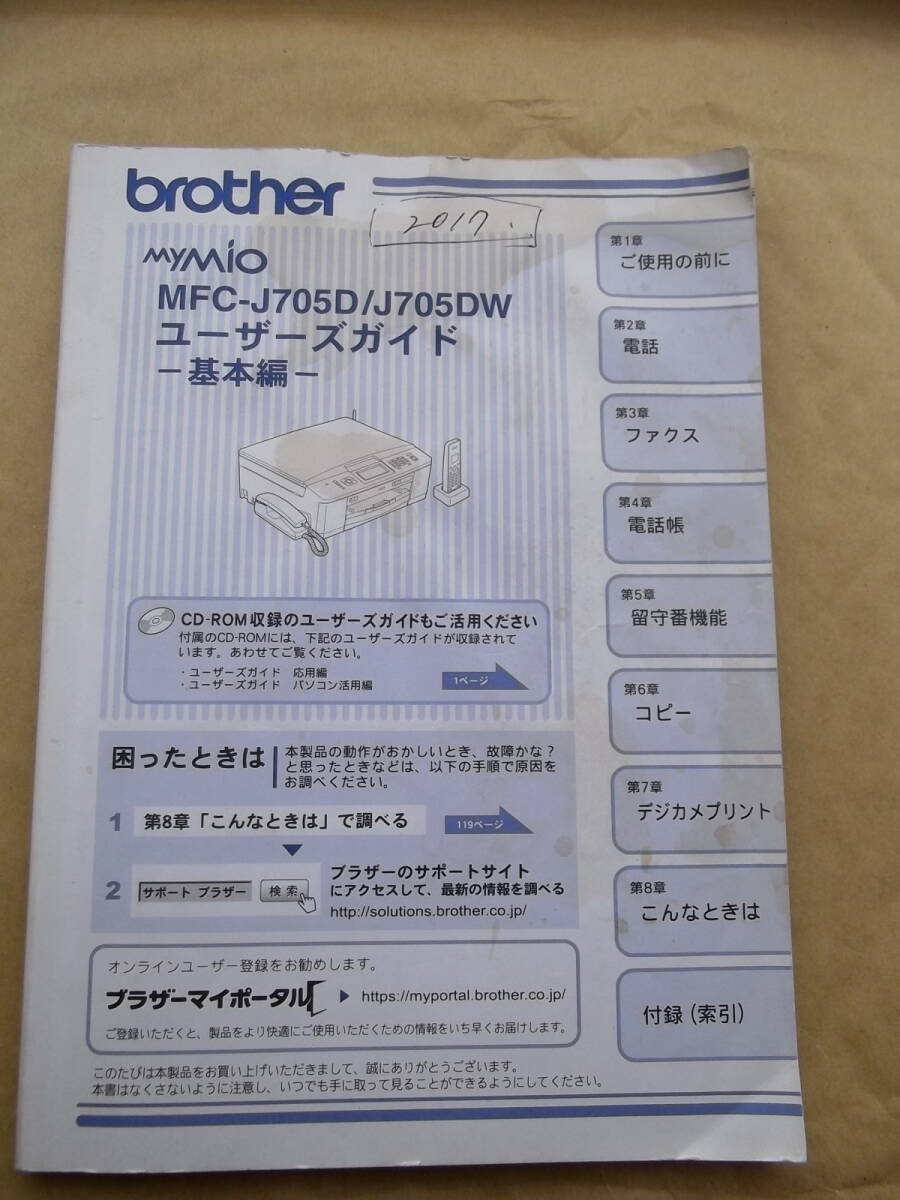 brother
2017
MYMIO
MFC-J705D/J705DW
ユーザーズガイド
－基本編－
CD-ROM収録のユーザーズガイドもご活用ください
付属のCD-ROMには、下記のユーザーズガイドが収録されて
います。あわせてご覧ください。
・ユーザーズガイド 応用編
・ユーザーズガイド パソコン活用編
1ページ
困ったときは
本製品の動作がおかしいとき、故障かな？
と思ったときなどは、以下の手順で原因を
お調べください。
1 第8章「こんなときは」で調べる
119ページ
2 サポート ブラザー 検索
ブラザーのサポートサイト
にアクセスして、最新の情報を調べる
http://solutions.brother.co.jp/
オンラインユーザー登録をお勧めします。
ブラザーマイポータル
https://myportal.brother.co.jp/
ご登録いただくと、製品をより快適にご使用いただくための情報をいち早くお届けします。
このたびは本製品をお買い上げいただきまして、誠にありがとうございます。
本書はなくさないように注意し、いつでも手に取って見ることができるようにしてください。
第1章
ご使用の前に
第2章
電話
第3章
ファクス
第4章
電話帳
第5章
留守番機能
第6章
コピー
第7章
デジカメプリント
第8章
こんなときは
付録（索引）